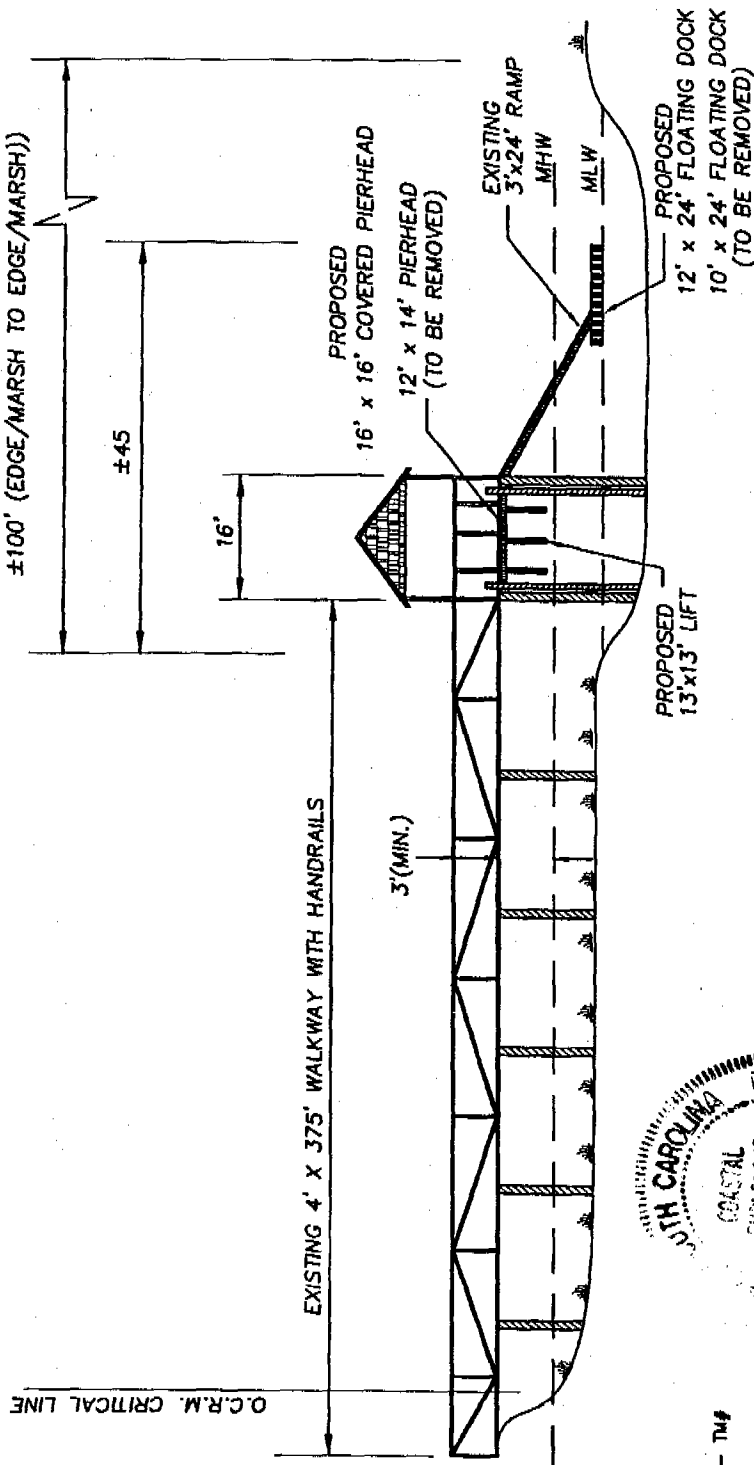 ±100' (EDGE/MARSH TO EDGE/MARSH))
±45
16'
PROPOSED
16' x 16' COVERED PIERHEAD
12' x 14' PIERHEAD
(TO BE REMOVED)
EXISTING
3'x24' RAMP
MHW
MLW
PROPOSED
12' x 24' FLOATING DOCK
10' x 24' FLOATING DOCK
(TO BE REMOVED)
PROPOSED
13'x13' LIFT
EXISTING 4' X 375' WALKWAY WITH HANDRAILS
3'(MIN.)
O.C.R.M. CRITICAL LINE
UTH CAROLINA
COASTAL
TM#